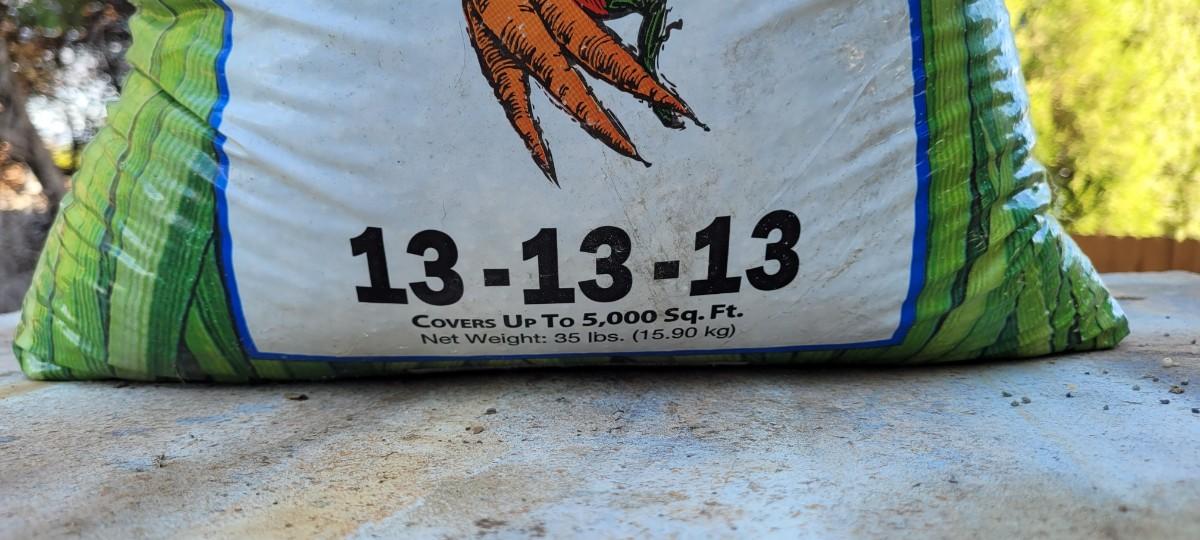 13-13-13
Covers Up To 5,000 Sq. Ft.
Net Weight: 35 lbs. (15.90 kg)